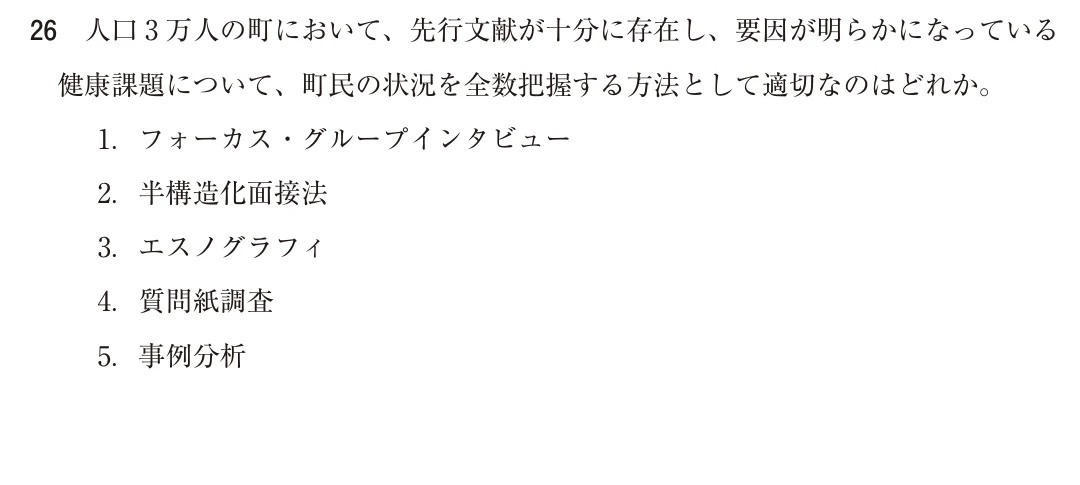 26 人口3万人の町において、先行文献が十分に存在し、要因が明らかになっている
健康課題について、町民の状況を全数把握する方法として適切なのはどれか。
1. フォーカス・グループインタビュー
2. 半構造化面接法
3. エスノグラフィ
4. 質問紙調査
5. 事例分析